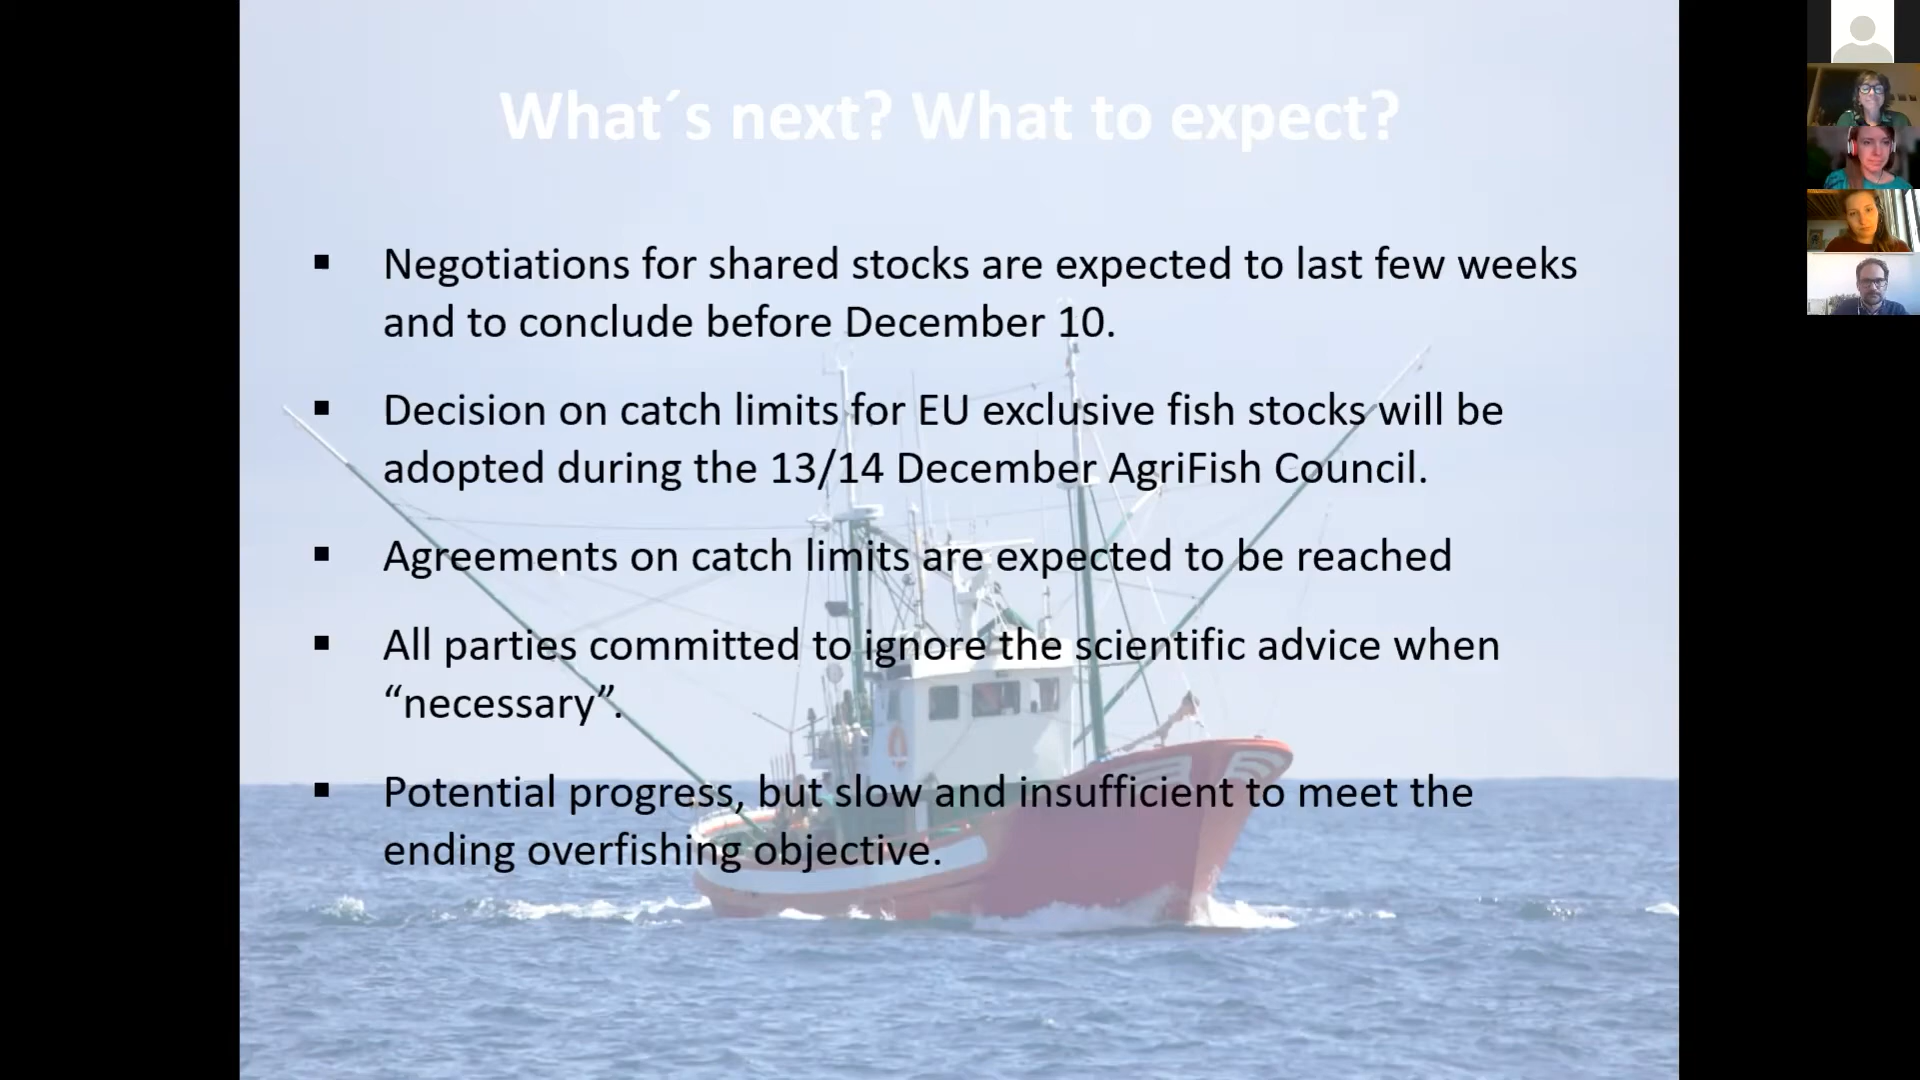 What´s next? What to expect?
▪ Negotiations for shared stocks are expected to last few weeks
and to conclude before December 10.
▪ Decision on catch limits for EU exclusive fish stocks will be
adopted during the 13/14 December AgriFish Council.
▪ Agreements on catch limits are expected to be reached
▪ All parties committed to ignore the scientific advice when
“necessary”.
▪ Potential progress, but slow and insufficient to meet the
ending overfishing objective.